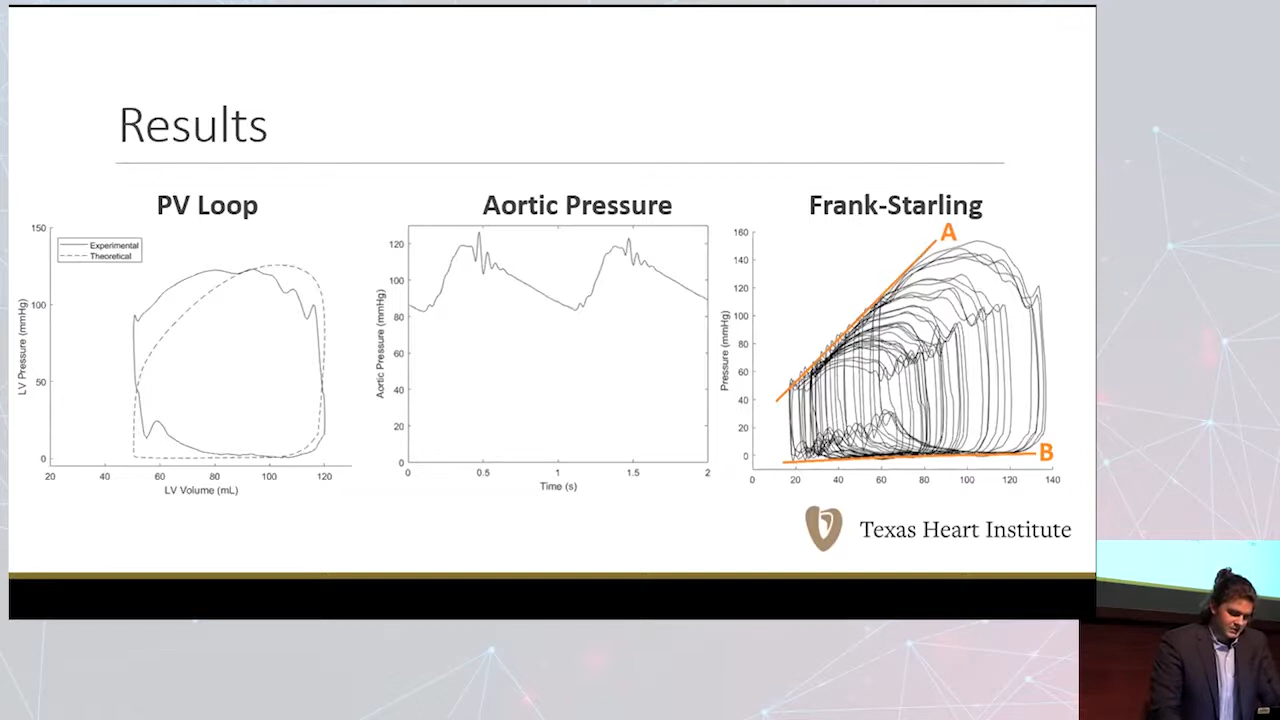 Results
PV Loop
Aortic Pressure
Frank-Starling
150
100
50
0
LV Pressure (mmHg)
Experimental
Theoretical
20 40 60 80 100 120 140
LV Volume (mL)
120
100
80
60
40
20
0
Aortic Pressure (mmHg)
0 0.5 1 1.5 2
Time (s)
160
140
120
100
80
60
40
20
0
Pressure (mmHg)
A
B
0 20 40 60 80 100 120 140
Texas Heart Institute